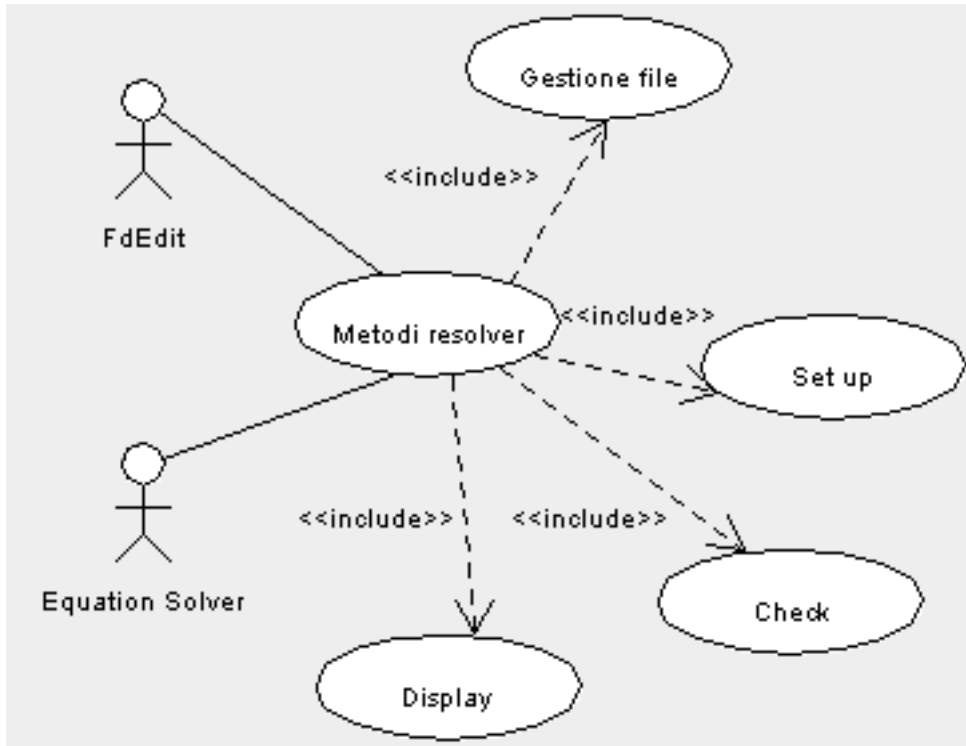 Gestione file
<<include>>
FdEdit
<<include>>
Metodi resolver
Set up
<<include>>
<<include>>
Equation Solver
Check
Display